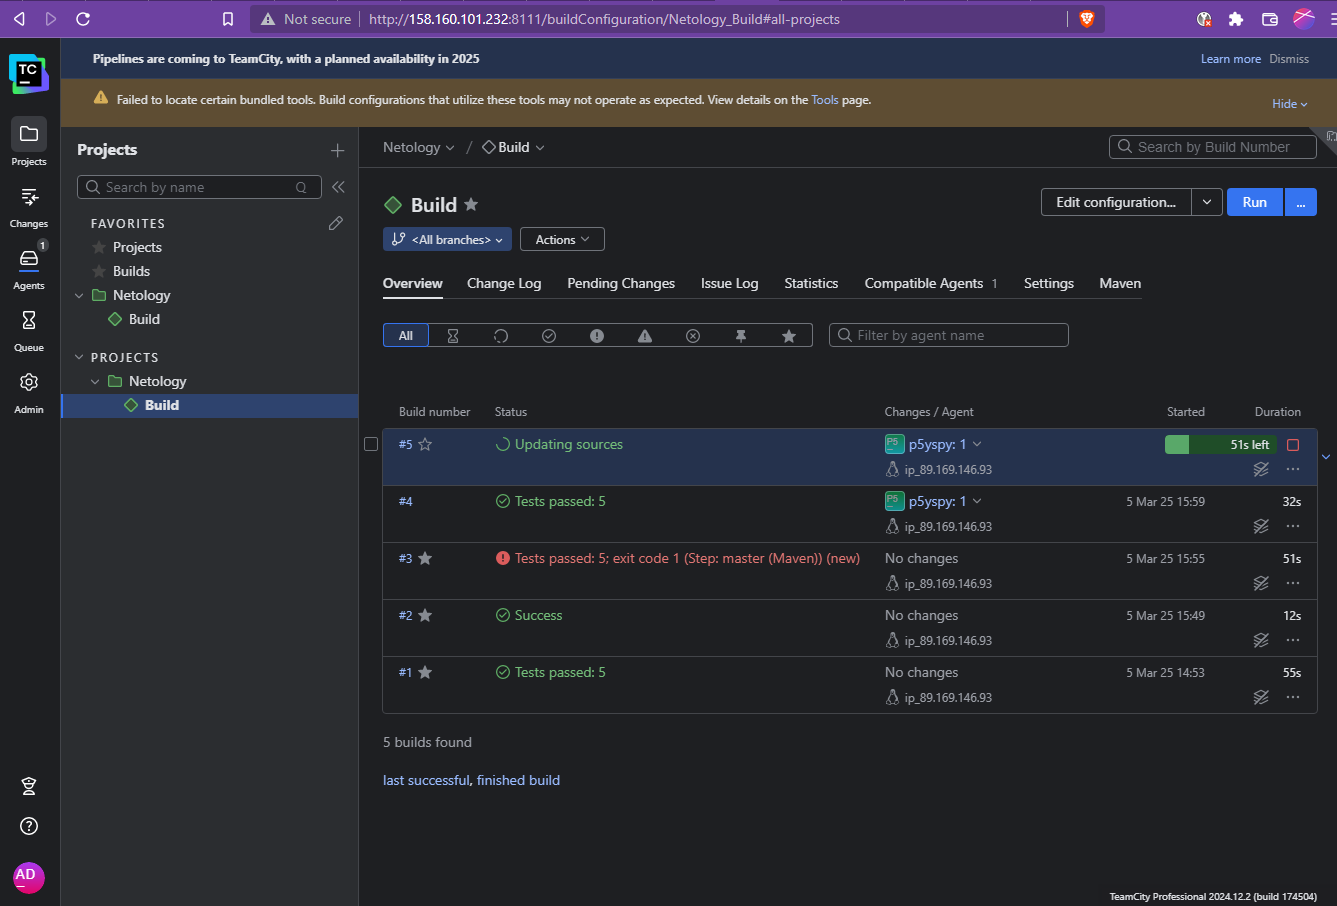 Not secure http://158.160.101.232:8111/buildConfiguration/Netology_Build#all-projects
TC
Pipelines are coming to TeamCity, with a planned availability in 2025
Learn more Dismiss
Failed to locate certain bundled tools. Build configurations that utilize these tools may not operate as expected. View details on the Tools page.
Hide
Projects
Changes
1
Agents
Queue
Admin
AD
Projects
Search by name Q
FAVORITES
Projects
Builds
Netology
Build
PROJECTS
Netology
Build
Netology / Build
Search by Build Number
Build
Edit configuration...
Run
...
<All branches>
Actions
Overview Change Log Pending Changes Issue Log Statistics Compatible Agents 1 Settings Maven
All
Filter by agent name
Build number Status Changes / Agent Started Duration
#5 Updating sources P5 p5yspy: 1 51s left
ip_89.169.146.93
#4 Tests passed: 5 P5 p5yspy: 1 5 Mar 25 15:59 32s
ip_89.169.146.93
#3 Tests passed: 5; exit code 1 (Step: master (Maven)) (new) No changes 5 Mar 25 15:55 51s
ip_89.169.146.93
#2 Success No changes 5 Mar 25 15:49 12s
ip_89.169.146.93
#1 Tests passed: 5 No changes 5 Mar 25 14:53 55s
ip_89.169.146.93
5 builds found
last successful, finished build
TeamCity Professional 2024.12.2 (build 174504)